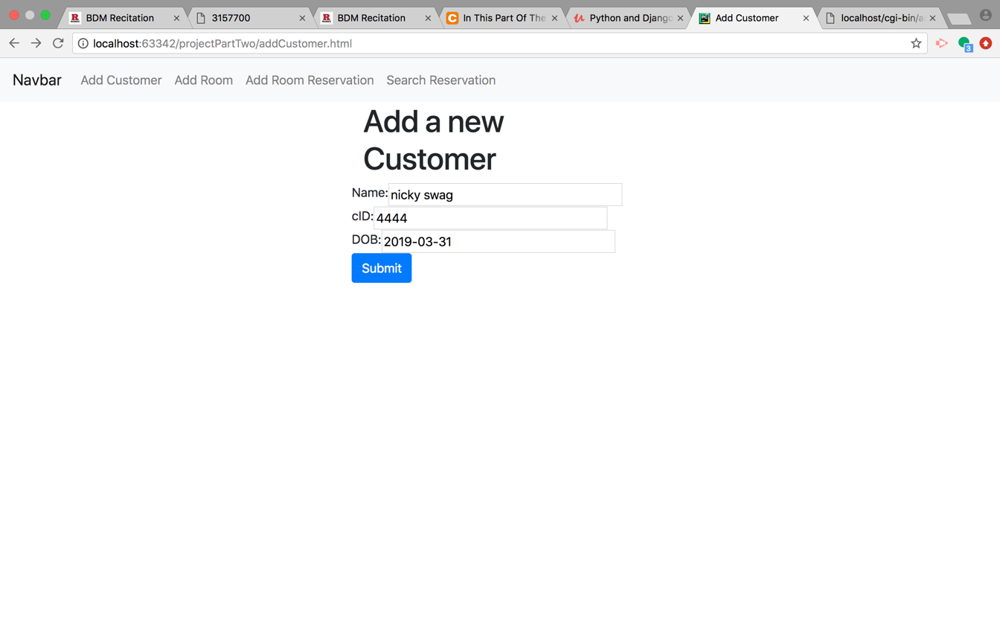 BDM Recitation
3157700
BDM Recitation
In This Part Of The
Python and Django
Add Customer
localhost/cgi-bin/a
localhost:63342/projectPartTwo/addCustomer.html
3
Navbar Add Customer Add Room Add Room Reservation Search Reservation
Add a new
Customer
Name: nicky swag
cID: 4444
DOB: 2019-03-31
Submit